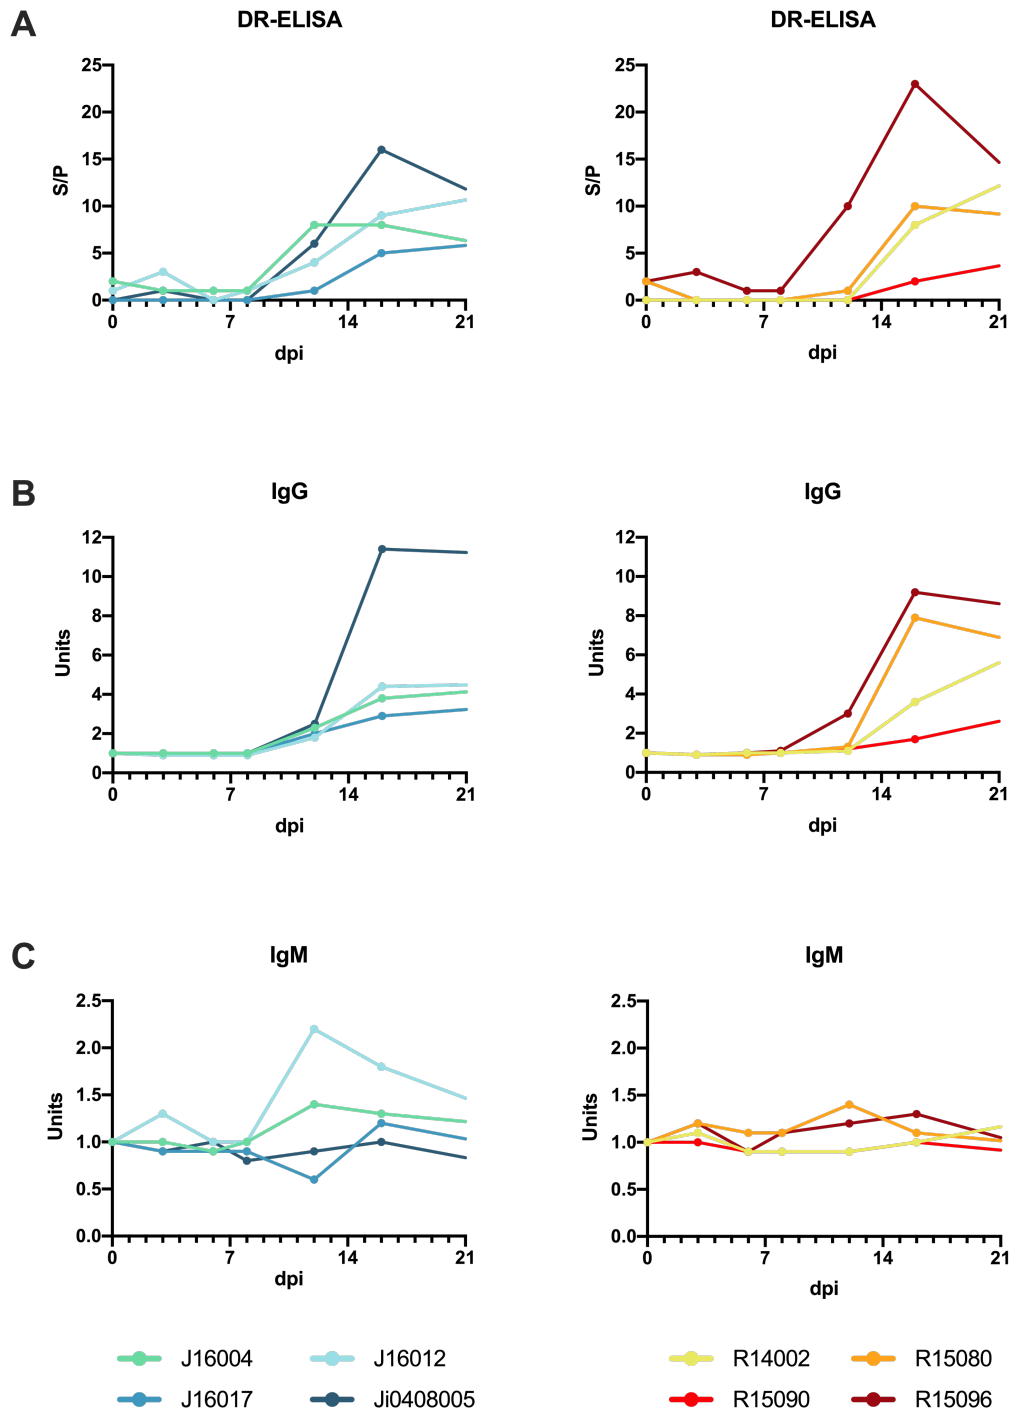 A
DR-ELISA
DR-ELISA
25
20
15
10
5
0
S/P
0 7 14 21
dpi
25
20
15
10
5
0
S/P
0 7 14 21
dpi
B
IgG
IgG
12
10
8
6
4
2
0
Units
0 7 14 21
dpi
12
10
8
6
4
2
0
Units
0 7 14 21
dpi
C
IgM
IgM
2.5
2.0
1.5
1.0
0.5
0.0
Units
0 7 14 21
dpi
2.5
2.0
1.5
1.0
0.5
0.0
Units
0 7 14 21
dpi
J16004 J16012
J16017 Ji0408005
R14002 R15080
R15090 R15096